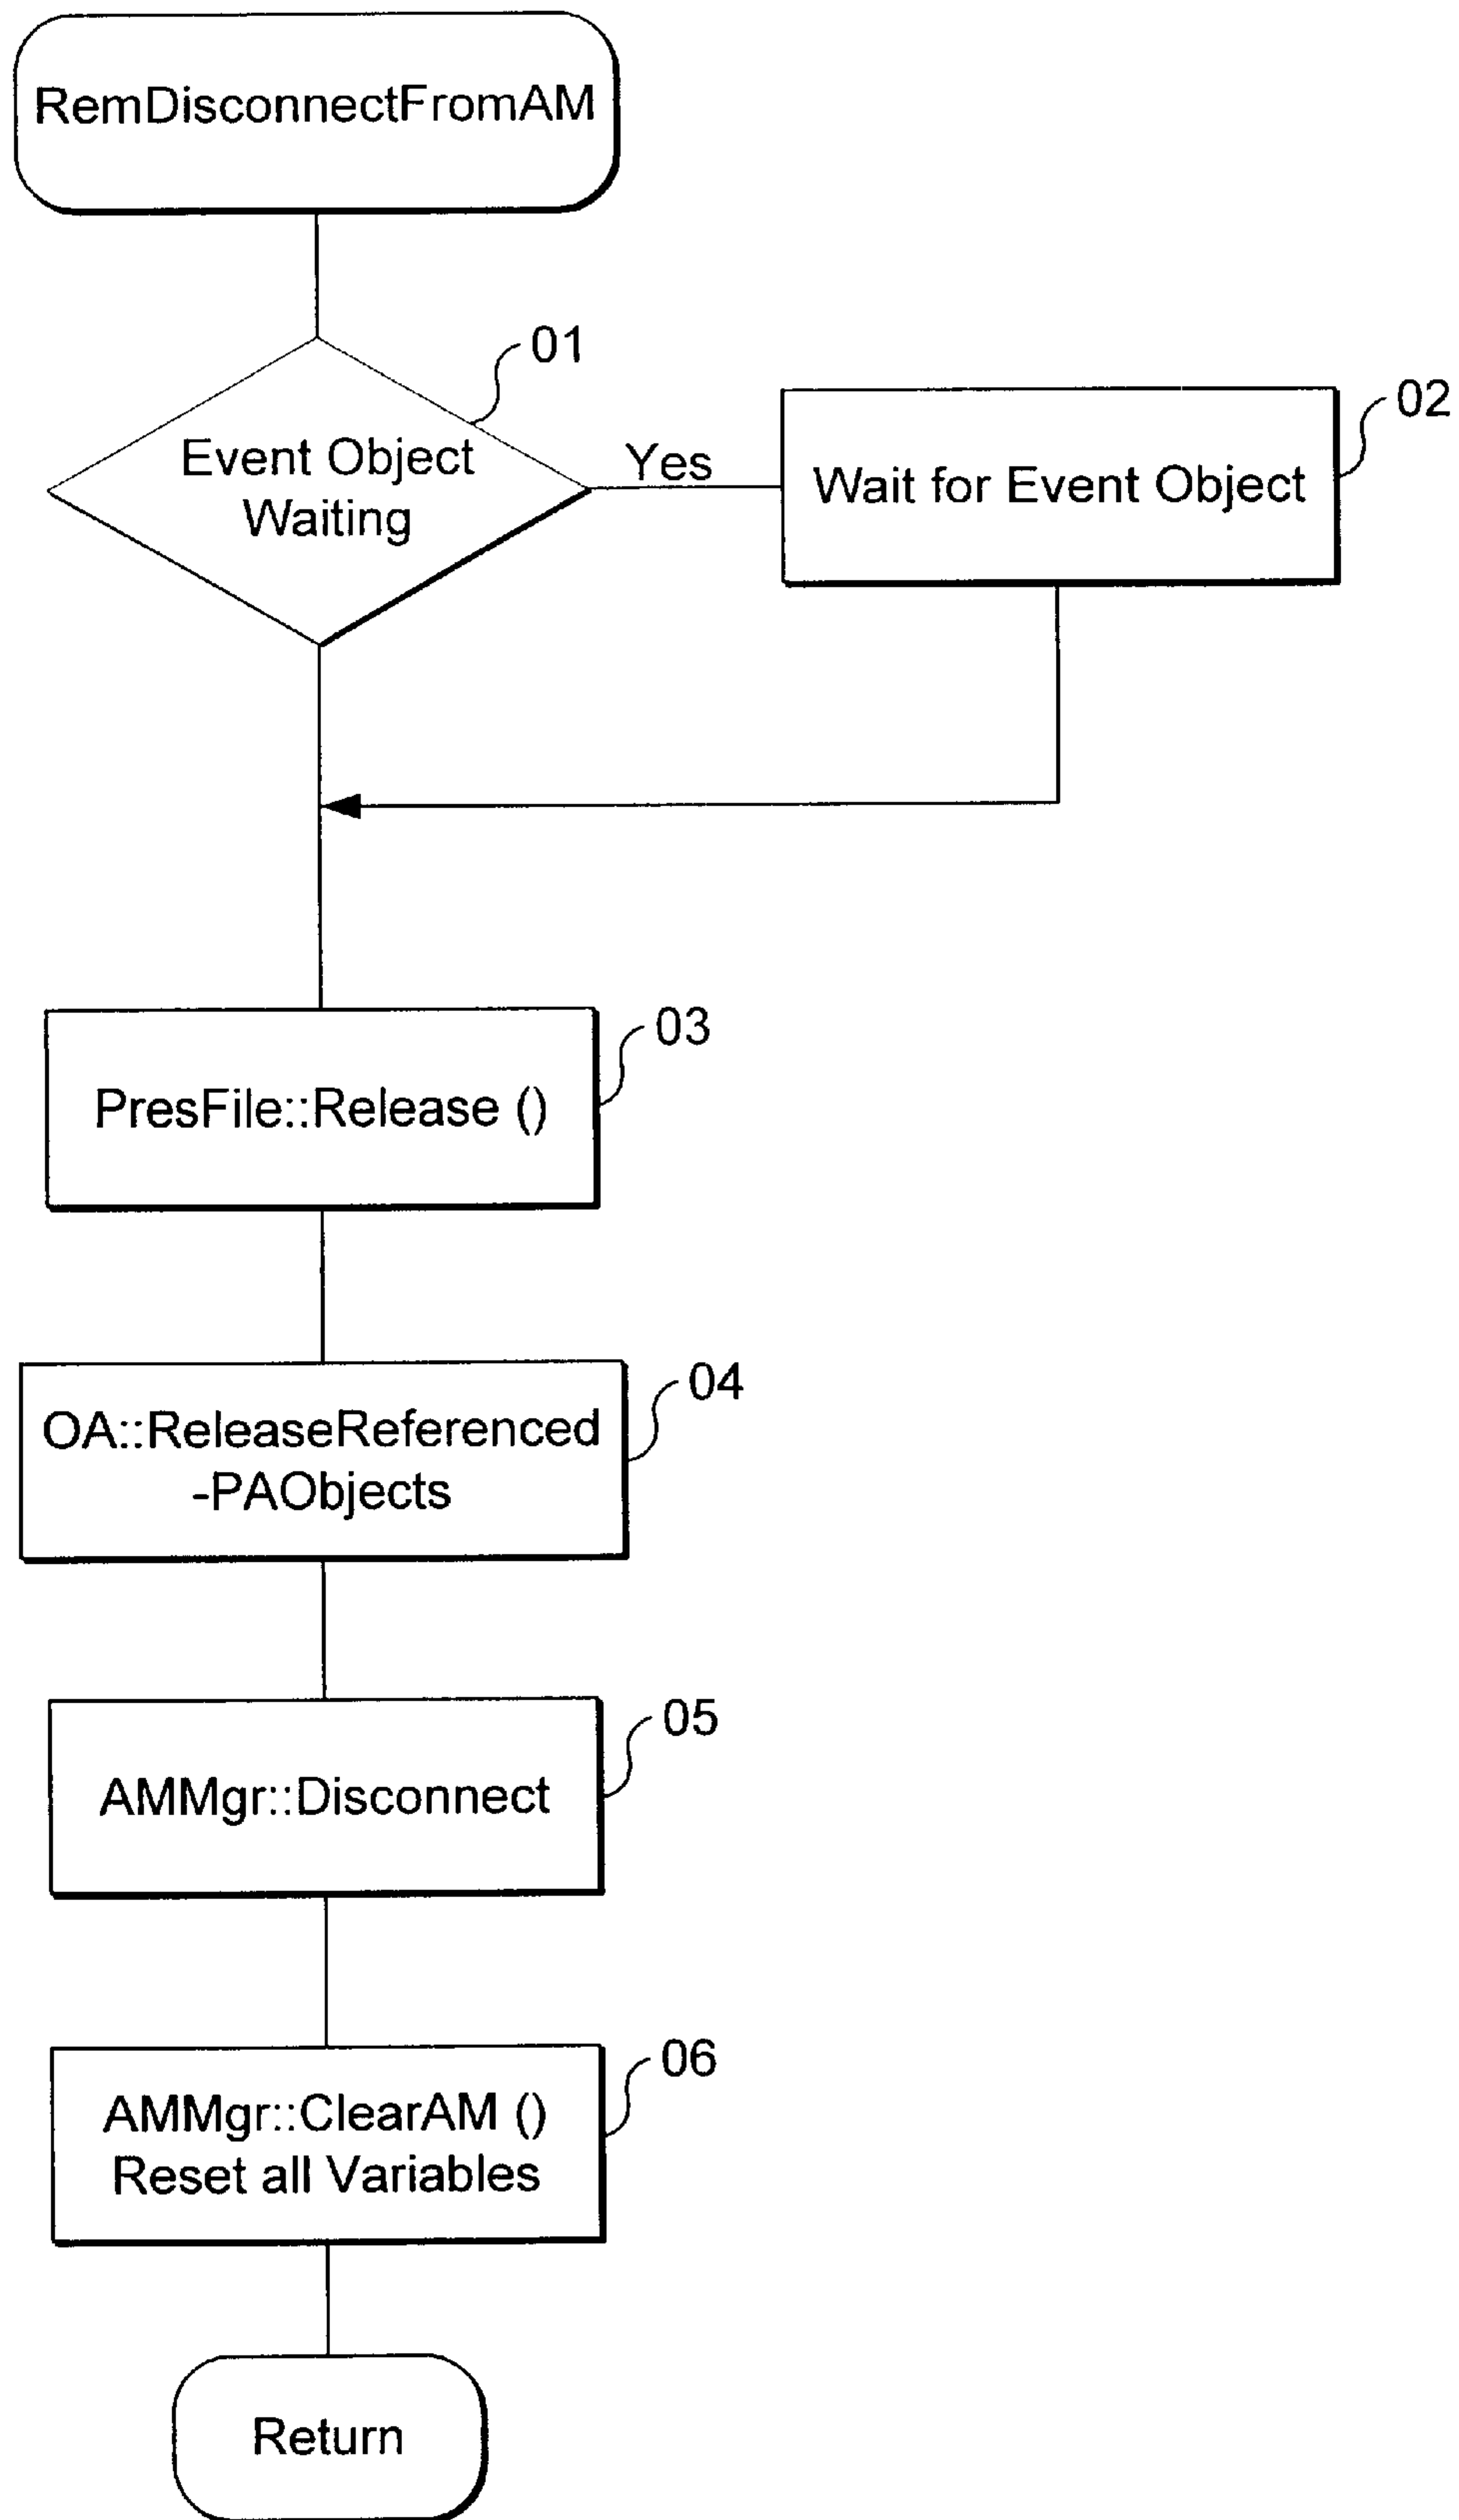 RemDisconnectFromAM
01
Event Object
Waiting
Yes
02
Wait for Event Object
03
PresFile::Release ()
04
OA::ReleaseReferenced
-PAObjects
05
AMMgr::Disconnect
06
AMMgr::ClearAM ()
Reset all Variables
Return